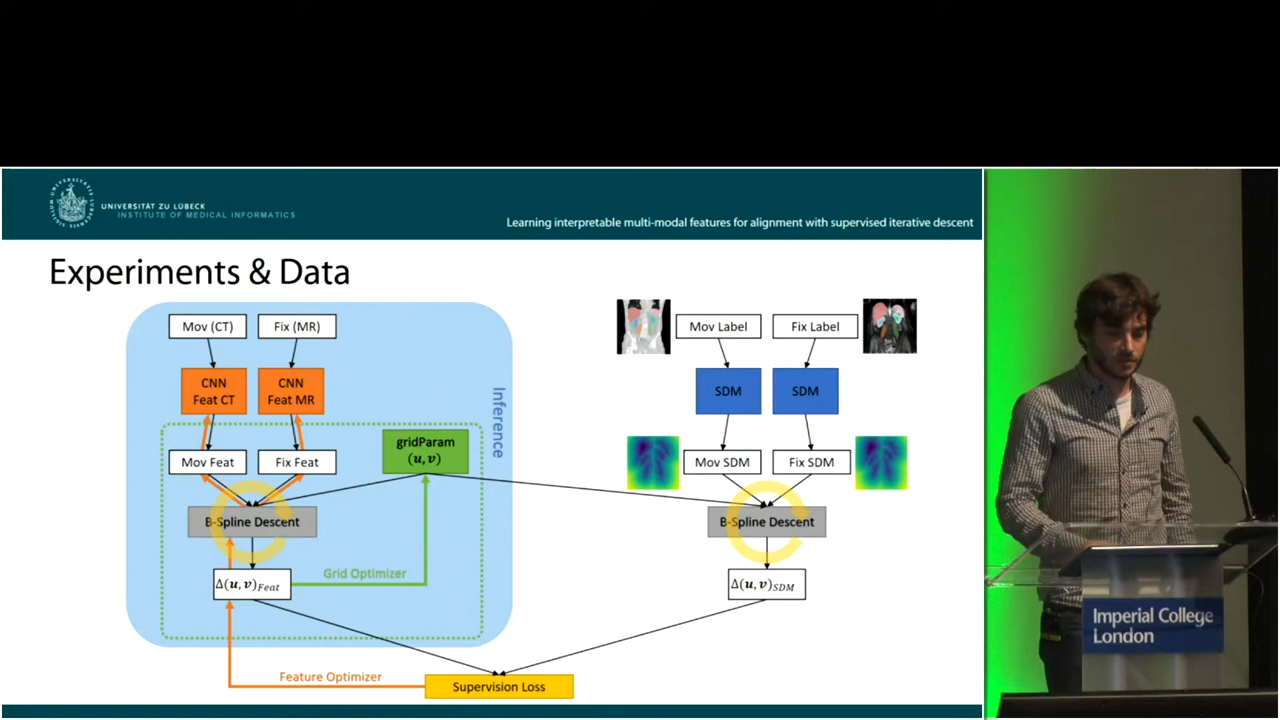 UNIVERSITÄT ZU LÜBECK
INSTITUTE OF MEDICAL INFORMATICS
Learning interpretable multi-modal features for alignment with supervised iterative descent
Experiments & Data
Mov (CT)
Fix (MR)
CNN
Feat CT
CNN
Feat MR
Inference
gridParam
(u, v)
Mov Feat
Fix Feat
B-Spline Descent
Grid Optimizer
Δ(u, v)Feat
Mov Label
Fix Label
SDM
SDM
Mov SDM
Fix SDM
B-Spline Descent
Δ(u, v)SDM
Feature Optimizer
Supervision Loss
Imperial College
London